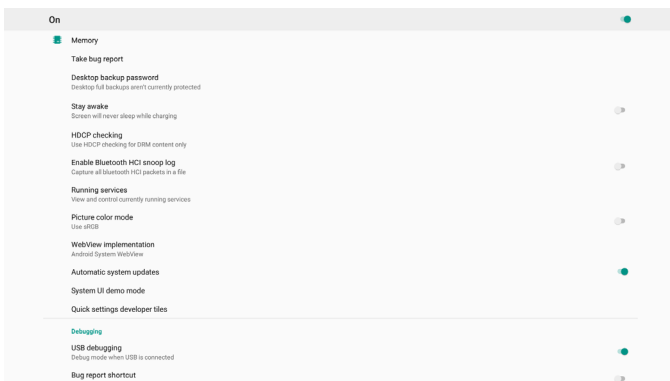 On
Memory
Take bug report
Desktop backup password
Desktop full backups aren't currently protected
Stay awake
Screen will never sleep while charging
HDCP checking
Use HDCP checking for DRM content only
Enable Bluetooth HCI snoop log
Capture all bluetooth HCI packets in a file
Running services
View and control currently running services
Picture color mode
Use sRGB
WebView implementation
Android System WebView
Automatic system updates
System UI demo mode
Quick settings developer tiles
Debugging
USB debugging
Debug mode when USB is connected
Bug report shortcut